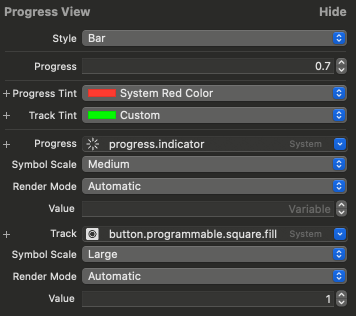 Progress View Hide
Style Bar
Progress 0.7
+ Progress Tint System Red Color
+ Track Tint Custom
+ Progress progress.indicator System
Symbol Scale Medium
Render Mode Automatic
Value Variable
+ Track button.programmable.square.fill System
Symbol Scale Large
Render Mode Automatic
Value 1